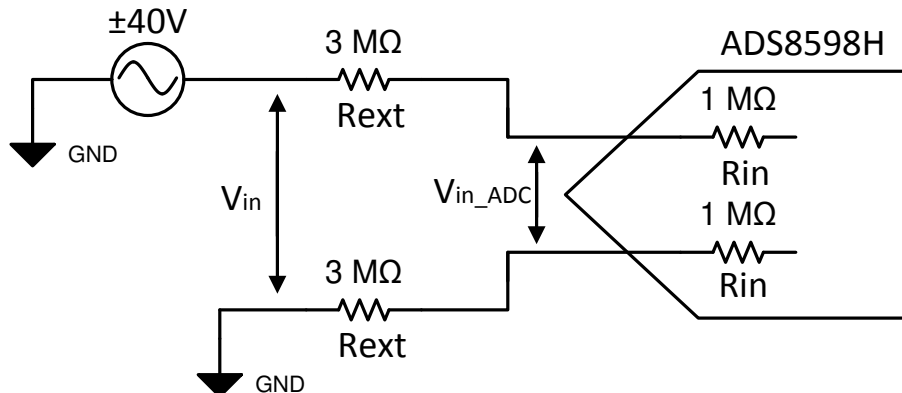 ±40V
3 MΩ
ADS8598H
1 MΩ
Rext
GND
Rin
Vin
Vin_ADC
1 MΩ
3 MΩ
Rin
Rext
GND